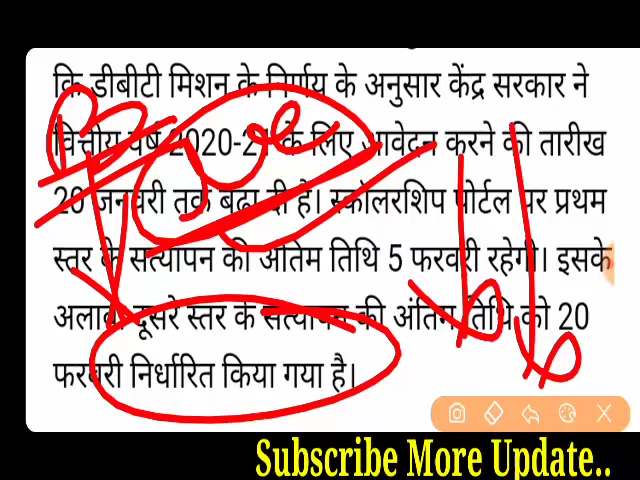 कि डीबीटी मिशन के निर्णय के अनुसार केंद्र सरकार ने
वित्तीय वर्ष 2020-21 के लिए आवेदन करने की तारीख
20 जनवरी तक बढ़ा दी है। स्कोलरशिप पोर्टल पर प्रथम
स्तर के सत्यापन की अंतिम तिथि 5 फरवरी रहेगी। इसके
अलावा दूसरे स्तर के सत्यापन की अंतिम तिथि को 20
फरवरी निर्धारित किया गया है।
Subscribe More Update..